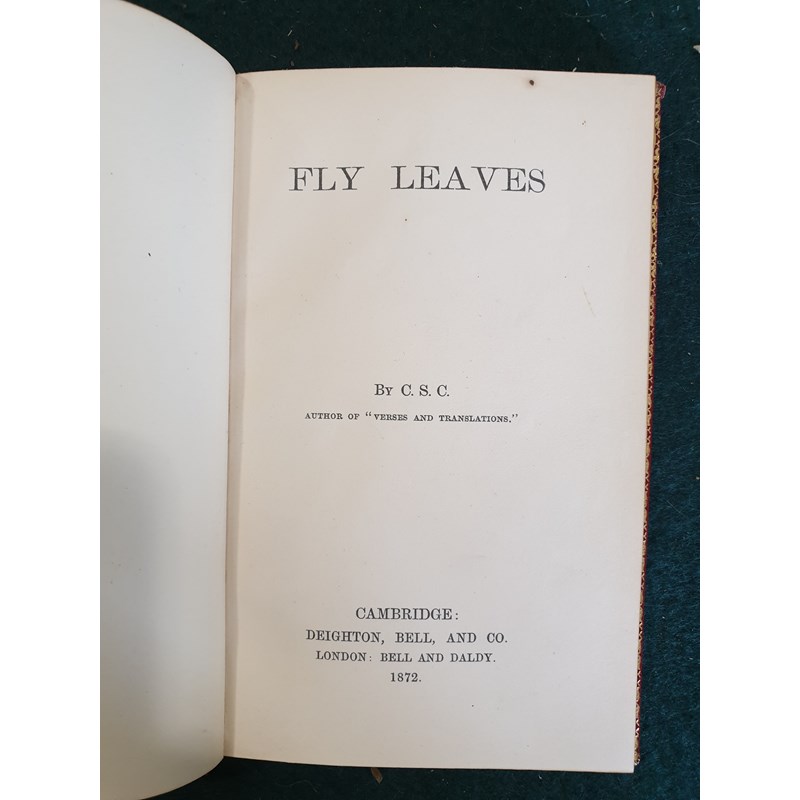 FLY LEAVES
By C. S. C.
AUTHOR OF "VERSES AND TRANSLATIONS."
CAMBRIDGE:
DEIGHTON, BELL, AND CO.
LONDON: BELL AND DALDY.
1872.